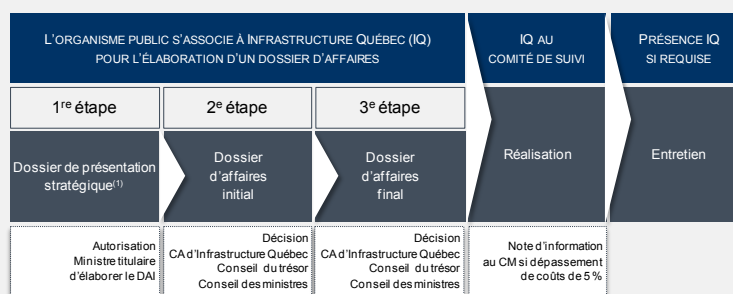 L'ORGANISME PUBLIC S'ASSOCIE À INFRASTRUCTURE QUÉBEC (IQ)
POUR L'ÉLABORATION D'UN DOSSIER D'AFFAIRES
IQ AU
COMITÉ DE SUIVI
PRÉSENCE IQ
SI REQUISE
1re étape
2e étape
3e étape
Dossier de présentation
stratégique(1)
Dossier
d'affaires
initial
Dossier
d'affaires
final
Réalisation
Entretien
Autorisation
Ministre titulaire
d'élaborer le DAI
Décision
CA d'Infrastructure Québec
Conseil du trésor
Conseil des ministres
Décision
CA d'Infrastructure Québec
Conseil du trésor
Conseil des ministres
Note d'information
au CM si dépassement
de coûts de 5 %